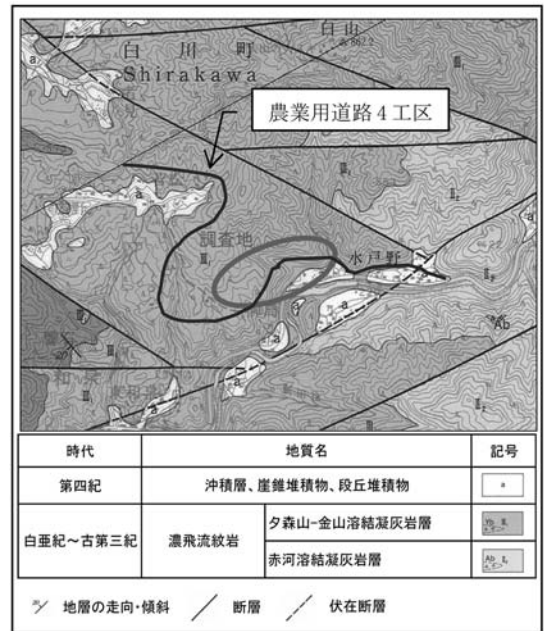 白山
白川町
Shirakawa
農業用道路4工区
調査地
水戸野
a
a
a
a
a
Ab
時代 地質名 記号
第四紀 沖積層、崖錐堆積物、段丘堆積物 a
白亜紀~古第三紀 濃飛流紋岩 夕森山-金山溶結凝灰岩層
赤河溶結凝灰岩層
地層の走向・傾斜 断層 伏在断層